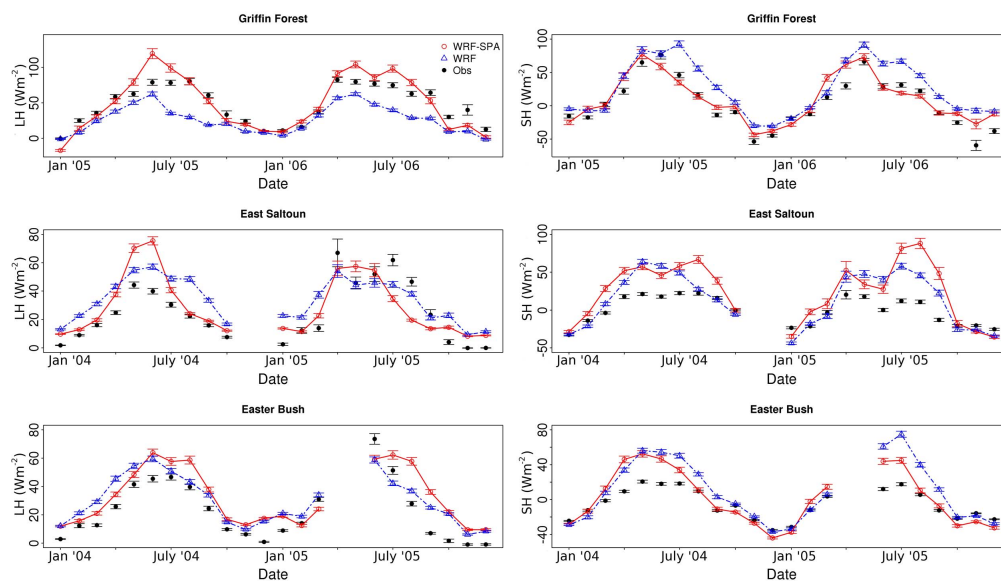 Griffin Forest
LH (Wm⁻²)
0 50 100
WRF-SPA
WRF
Obs
Jan '05 July '05 Jan '06 July '06
Date
Griffin Forest
SH (Wm⁻²)
-50 0 50 100
Jan '05 July '05 Jan '06 July '06
Date
East Saltoun
LH (Wm⁻²)
0 20 40 60 80
Jan '04 July '04 Jan '05 July '05
Date
East Saltoun
SH (Wm⁻²)
-50 0 50 100
Jan '04 July '04 Jan '05 July '05
Date
Easter Bush
LH (Wm⁻²)
0 20 40 60 80
Jan '04 July '04 Jan '05 July '05
Date
Easter Bush
SH (Wm⁻²)
-40 0 40 80
Jan '04 July '04 Jan '05 July '05
Date